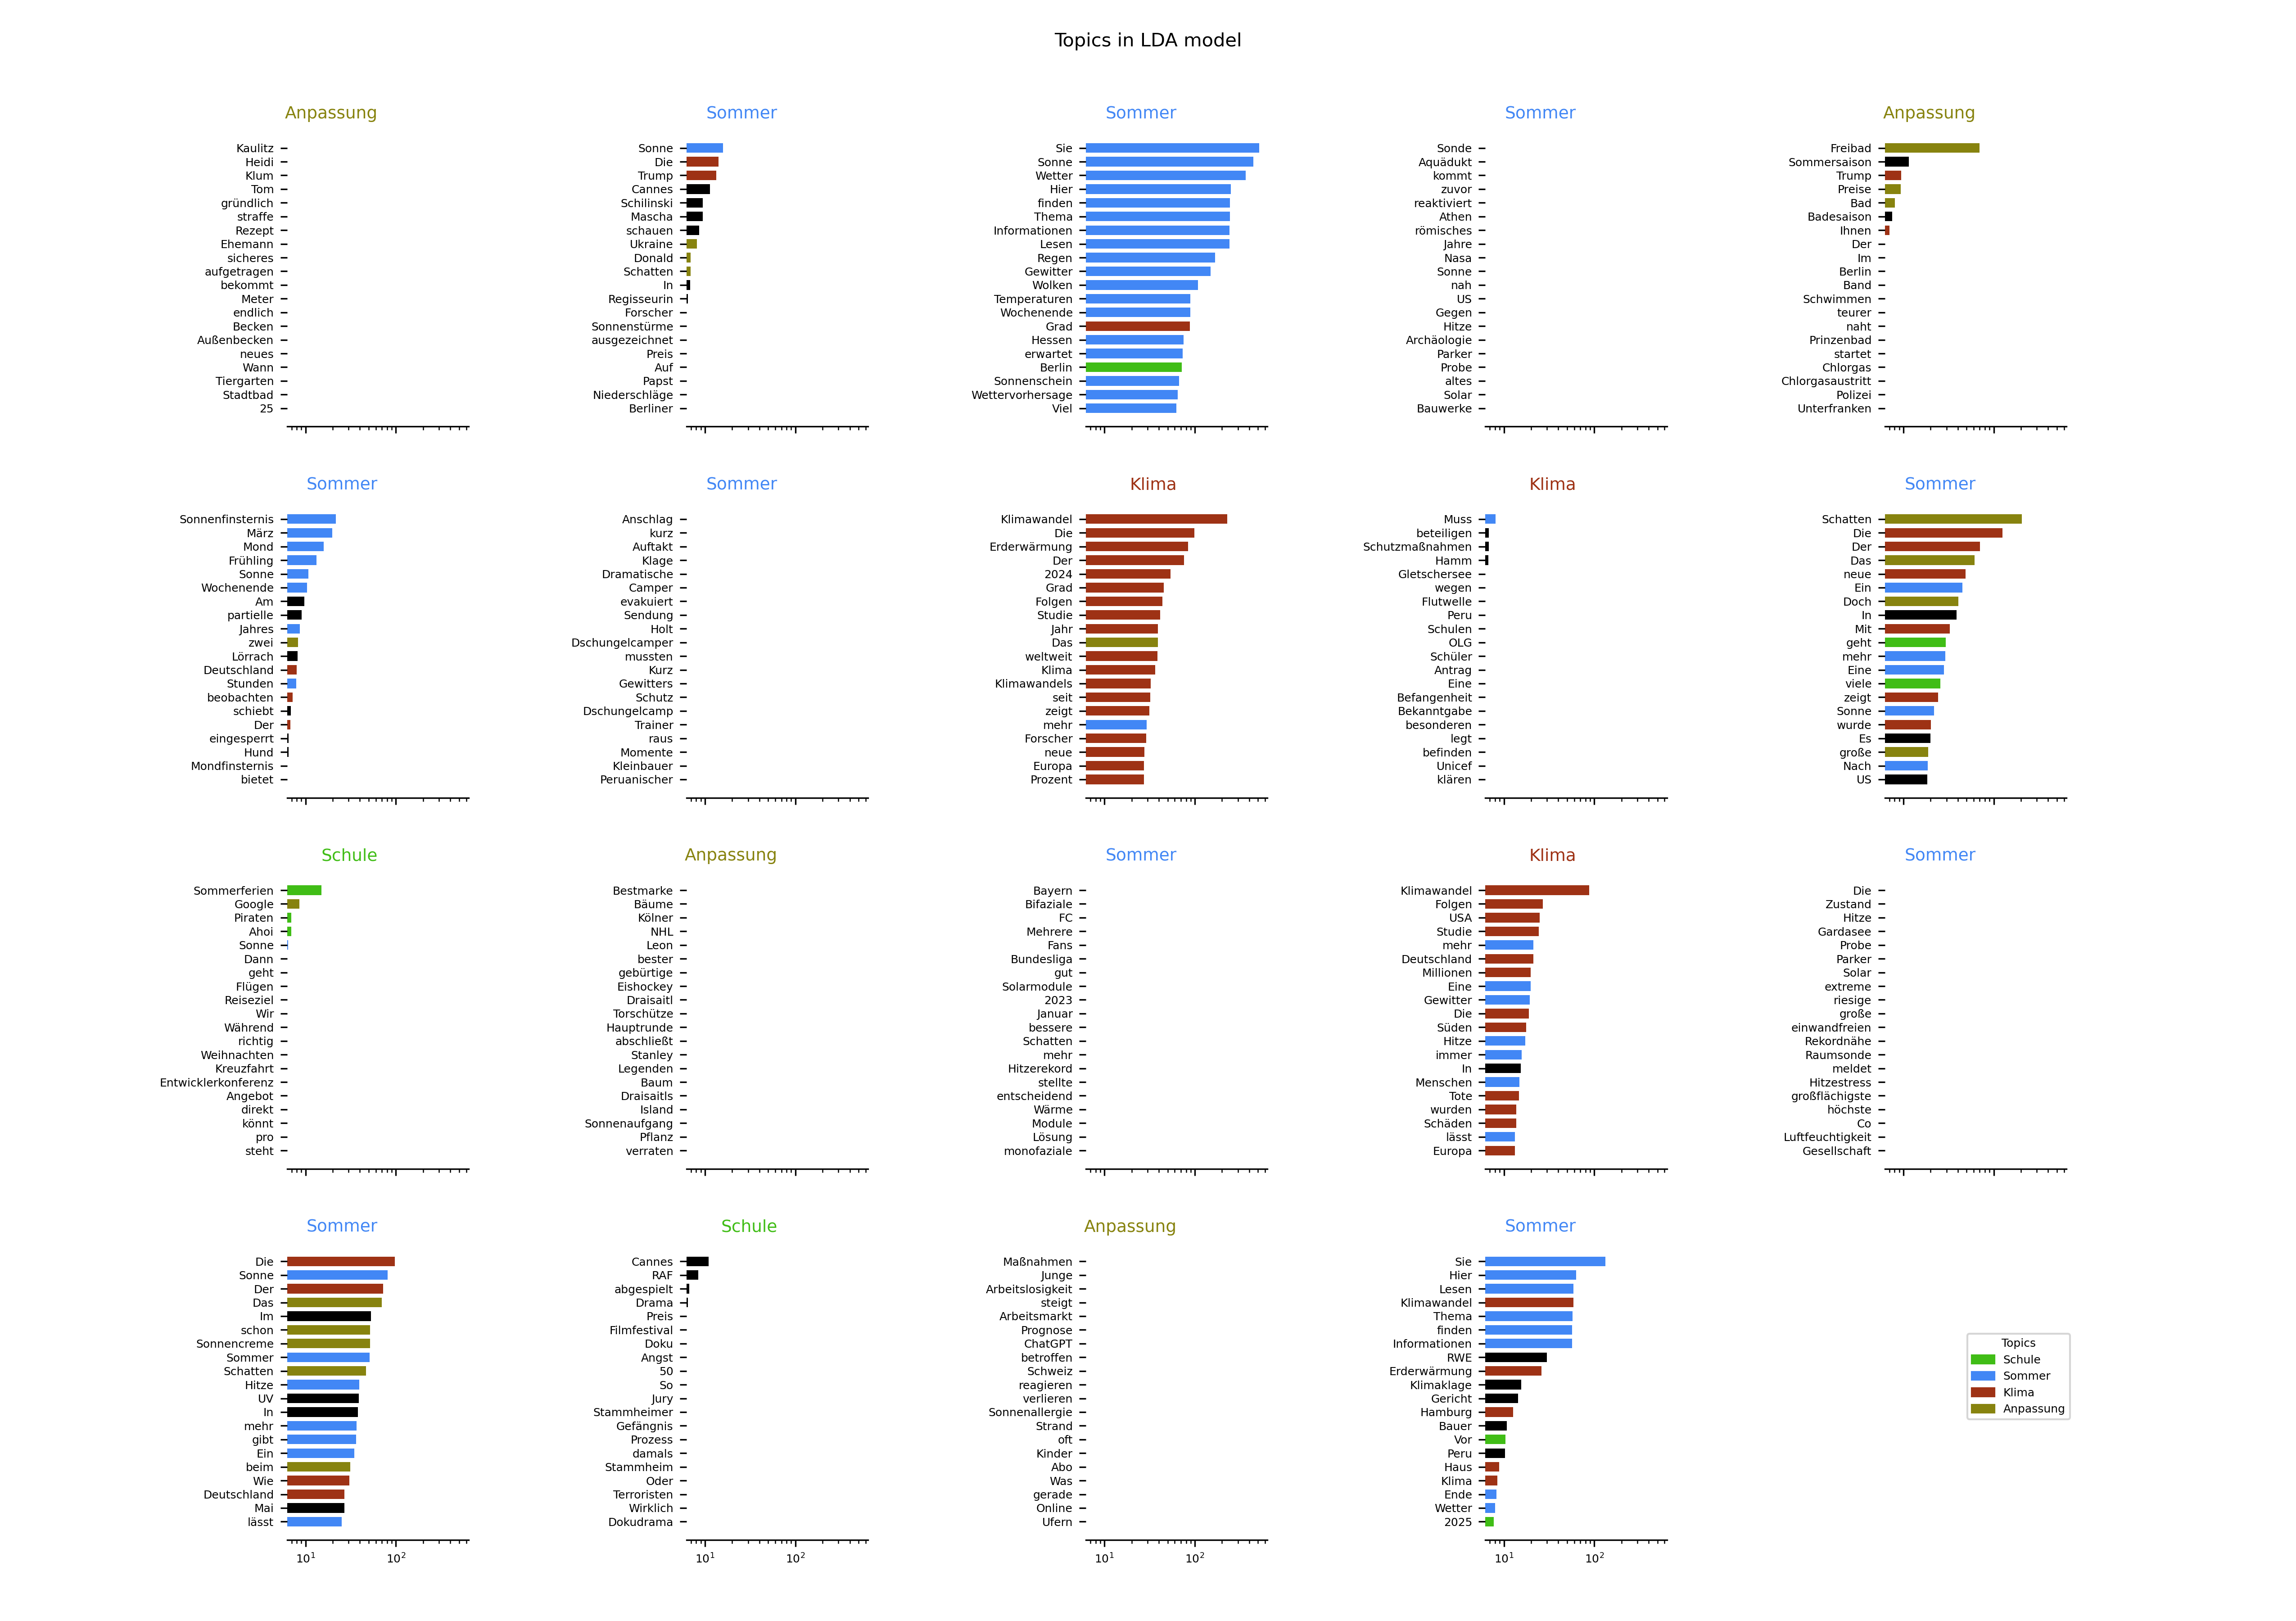 Topics in LDA model
Anpassung
Kaulitz
Heidi
Klum
Tom
gründlich
straffe
Rezept
Ehemann
sicheres
aufgetragen
bekommt
Meter
endlich
Becken
Außenbecken
neues
Wann
Tiergarten
Stadtbad
25
Sommer
Sonne
Die
Trump
Cannes
Schilinski
Mascha
schauen
Ukraine
Donald
Schatten
In
Regisseurin
Forscher
Sonnenstürme
ausgezeichnet
Preis
Auf
Papst
Niederschläge
Berliner
Sommer
Sie
Sonne
Wetter
Hier
finden
Thema
Informationen
Lesen
Regen
Gewitter
Wolken
Temperaturen
Wochenende
Grad
Hessen
erwartet
Berlin
Sonnenschein
Wettervorhersage
Viel
Sommer
Sonde
Aquädukt
kommt
zuvor
reaktiviert
Athen
römisches
Jahre
Nasa
Sonne
nah
US
Gegen
Hitze
Archäologie
Parker
Probe
altes
Solar
Bauwerke
Anpassung
Freibad
Sommersaison
Trump
Preise
Bad
Badesaison
Ihnen
Der
Im
Berlin
Band
Schwimmen
teurer
naht
Prinzenbad
startet
Chlorgas
Chlorgasaustritt
Polizei
Unterfranken
Sommer
Sonnenfinsternis
März
Mond
Frühling
Sonne
Wochenende
Am
partielle
Jahres
zwei
Lörrach
Deutschland
Stunden
beobachten
schiebt
Der
eingesperrt
Hund
Mondfinsternis
bietet
Sommer
Anschlag
kurz
Auftakt
Klage
Dramatische
Camper
evakuiert
Sendung
Holt
Dschungelcamper
mussten
Kurz
Gewitters
Schutz
Dschungelcamp
Trainer
raus
Momente
Kleinbauer
Peruanischer
Klima
Klimawandel
Die
Erderwärmung
Der
2024
Grad
Folgen
Studie
Jahr
Das
weltweit
Klima
Klimawandels
seit
zeigt
mehr
Forscher
neue
Europa
Prozent
Klima
Muss
beteiligen
Schutzmaßnahmen
Hamm
Gletschersee
wegen
Flutwelle
Peru
Schulen
OLG
Schüler
Antrag
Eine
Befangenheit
Bekanntgabe
besonderen
legt
befinden
Unicef
klären
Sommer
Schatten
Die
Der
Das
neue
Ein
Doch
In
Mit
geht
mehr
Eine
viele
zeigt
Sonne
wurde
Es
große
Nach
US
Schule
Sommerferien
Google
Piraten
Ahoi
Sonne
Dann
geht
Flügen
Reiseziel
Wir
Während
richtig
Weihnachten
Kreuzfahrt
Entwicklerkonferenz
Angebot
direkt
könnt
pro
steht
Anpassung
Bestmarke
Bäume
Kölner
NHL
Leon
bester
gebürtige
Eishockey
Draisaitl
Torschütze
Hauptrunde
abschließt
Stanley
Legenden
Baum
Draisaitls
Island
Sonnenaufgang
Pflanz
verraten
Sommer
Bayern
Bifaziale
FC
Mehrere
Fans
Bundesliga
gut
Solarmodule
2023
Januar
bessere
Schatten
mehr
Hitzerekord
stellte
entscheidend
Wärme
Module
Lösung
monofaziale
Klima
Klimawandel
Folgen
USA
Studie
mehr
Deutschland
Millionen
Eine
Gewitter
Die
Süden
Hitze
immer
In
Menschen
Tote
wurden
Schäden
lässt
Europa
Sommer
Die
Zustand
Hitze
Gardasee
Probe
Parker
Solar
extreme
riesige
große
einwandfreien
Rekordnähe
Raumsonde
meldet
Hitzestress
großflächigste
höchste
Co
Luftfeuchtigkeit
Gesellschaft
Sommer
Die
Sonne
Der
Das
Im
schon
Sonnencreme
Sommer
Schatten
Hitze
UV
In
mehr
gibt
Ein
beim
Wie
Deutschland
Mai
lässt
10¹ 10²
Schule
Cannes
RAF
abgespielt
Drama
Preis
Filmfestival
Doku
Angst
50
So
Jury
Stammheimer
Gefängnis
Prozess
damals
Stammheim
Oder
Terroristen
Wirklich
Dokudrama
10¹ 10²
Anpassung
Maßnahmen
Junge
Arbeitslosigkeit
steigt
Arbeitsmarkt
Prognose
ChatGPT
betroffen
Schweiz
reagieren
verlieren
Sonnenallergie
Strand
oft
Kinder
Abo
Was
gerade
Online
Ufern
10¹ 10²
Sommer
Sie
Hier
Lesen
Klimawandel
Thema
finden
Informationen
RWE
Erderwärmung
Klimaklage
Gericht
Hamburg
Bauer
Vor
Peru
Haus
Klima
Ende
Wetter
2025
10¹ 10²
Topics
Schule
Sommer
Klima
Anpassung